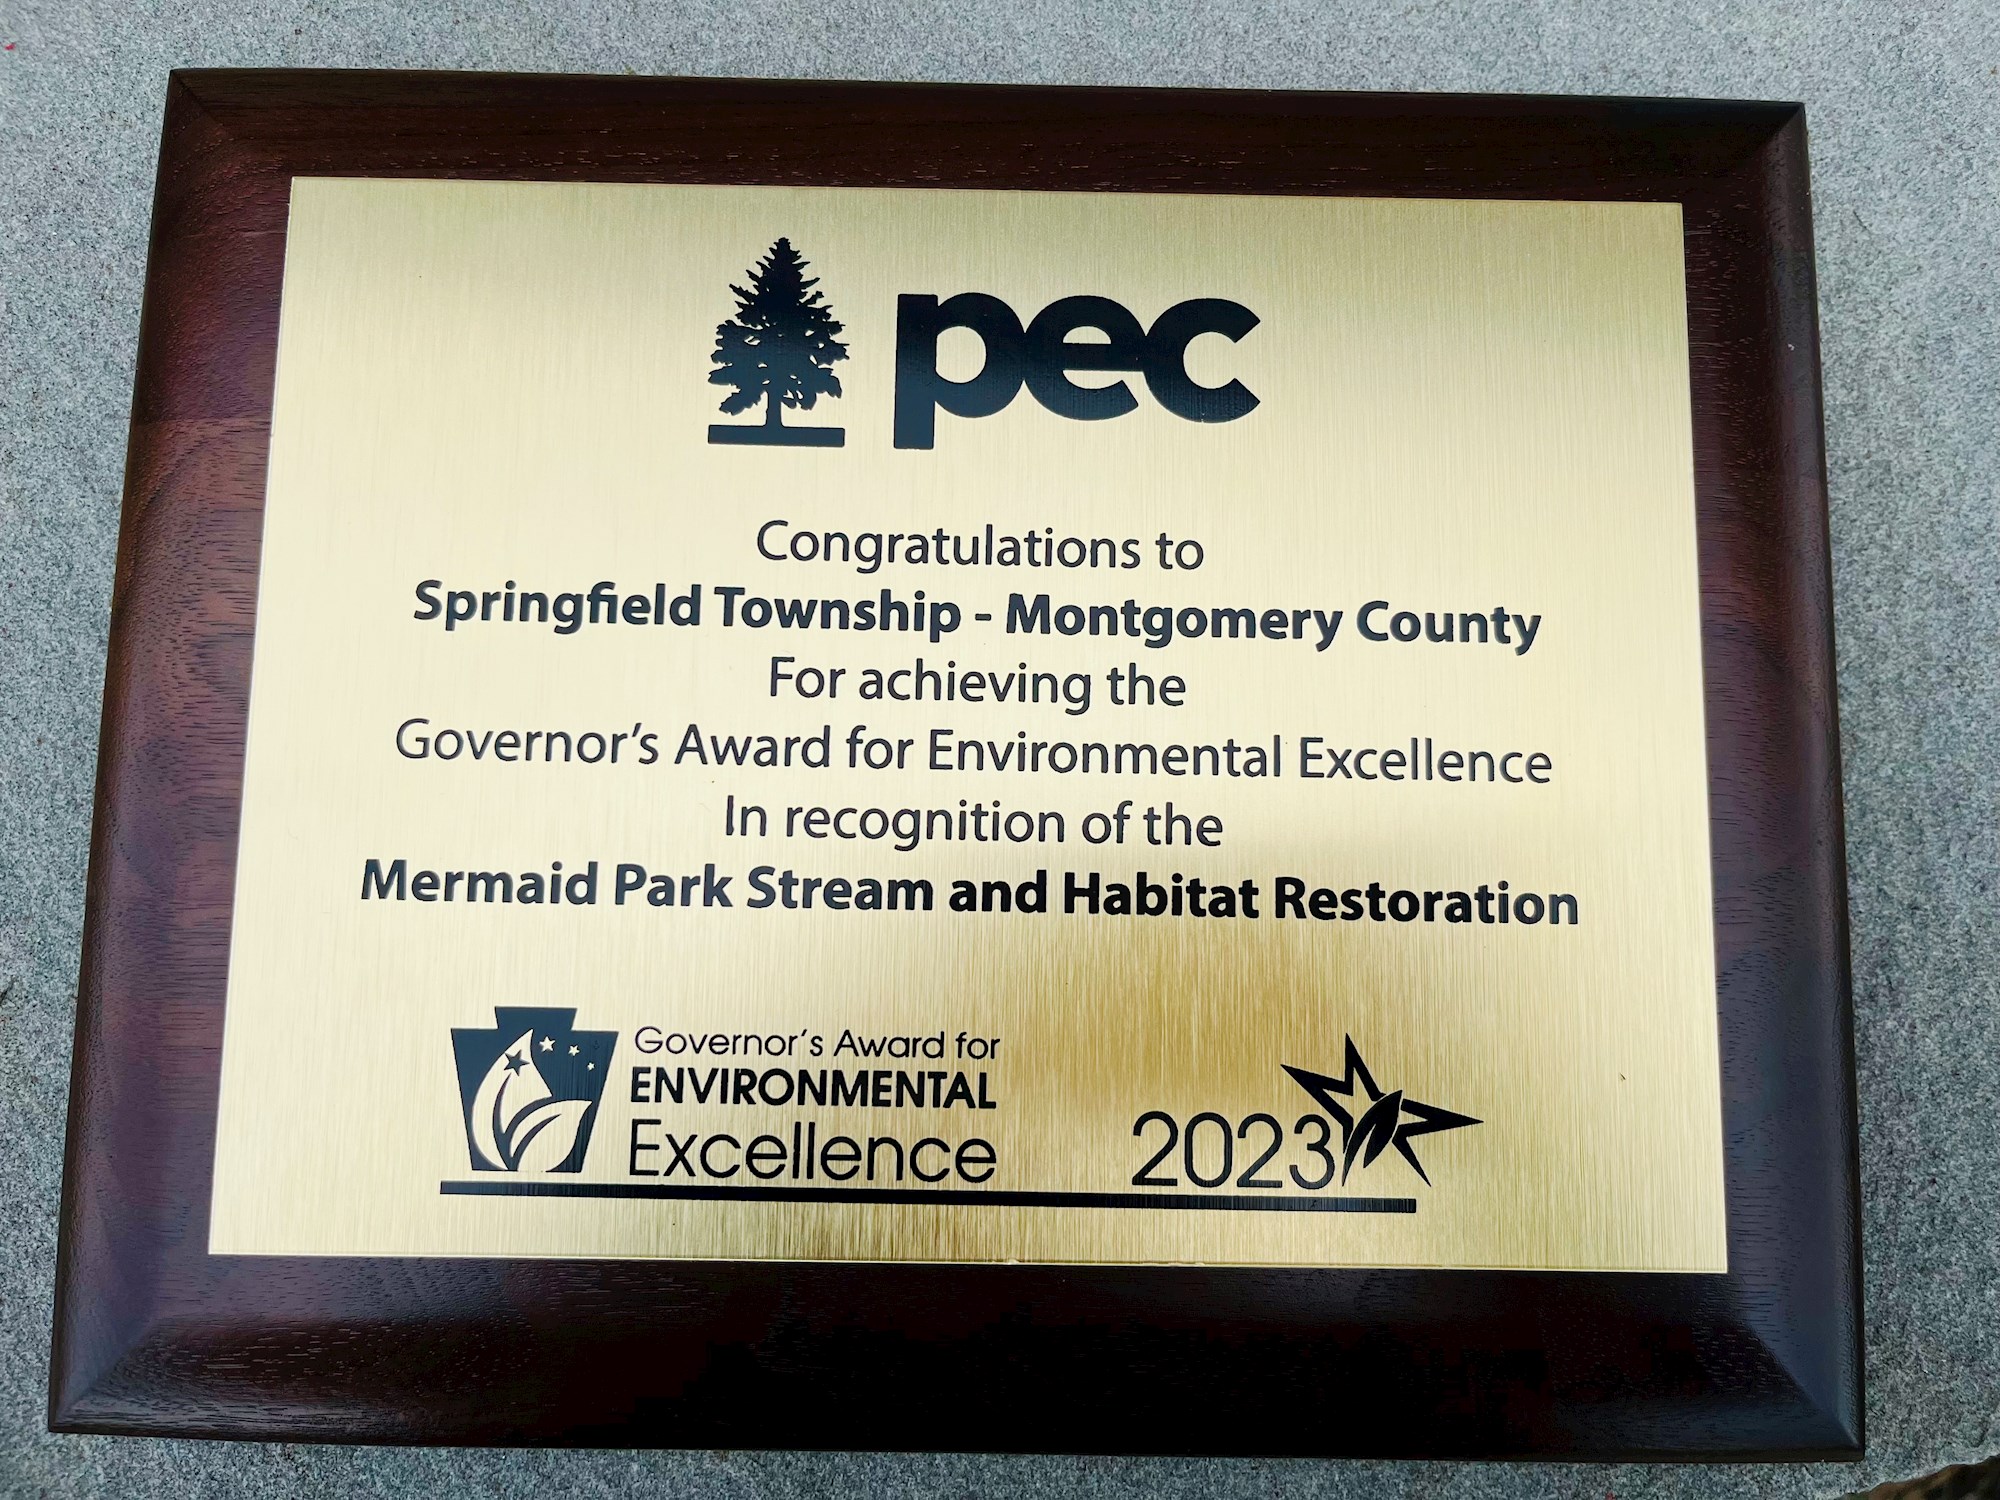 pec
Congratulations to
Springfield Township - Montgomery County
For achieving the
Governor's Award for Environmental Excellence
In recognition of the
Mermaid Park Stream and Habitat Restoration
Governor's Award for
ENVIRONMENTAL
Excellence
2023